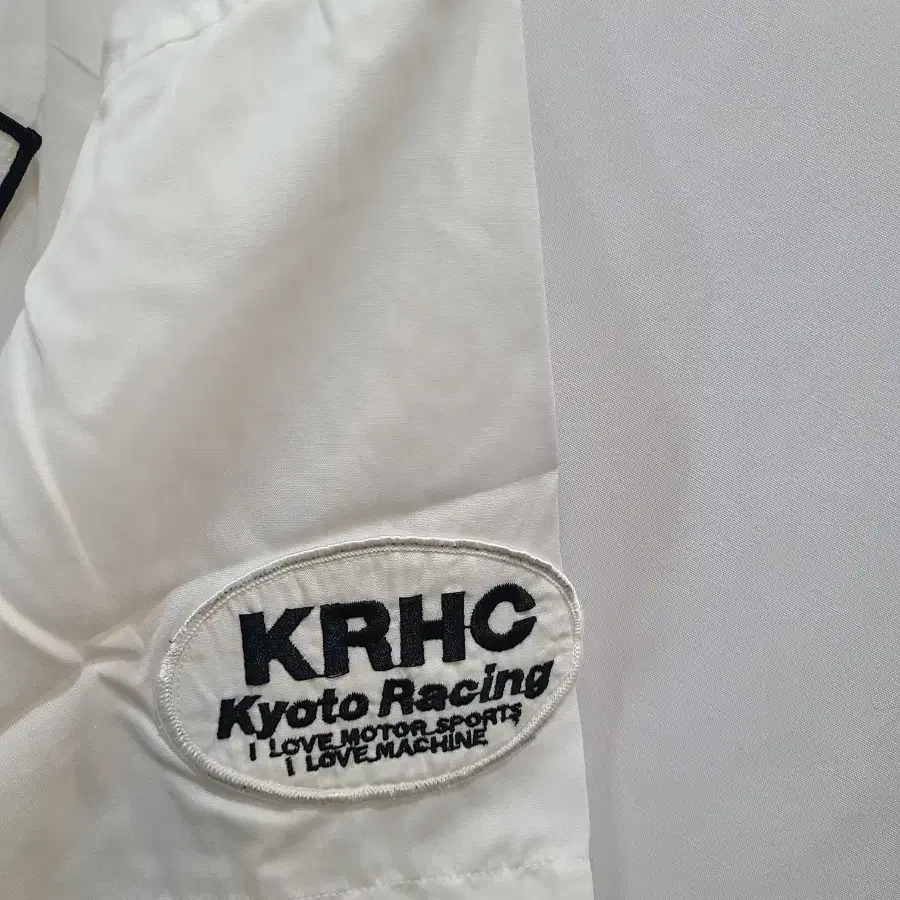 KRHC
Kyoto Racing
I LOVE MOTOR SPORTS
I LOVE MACHINE